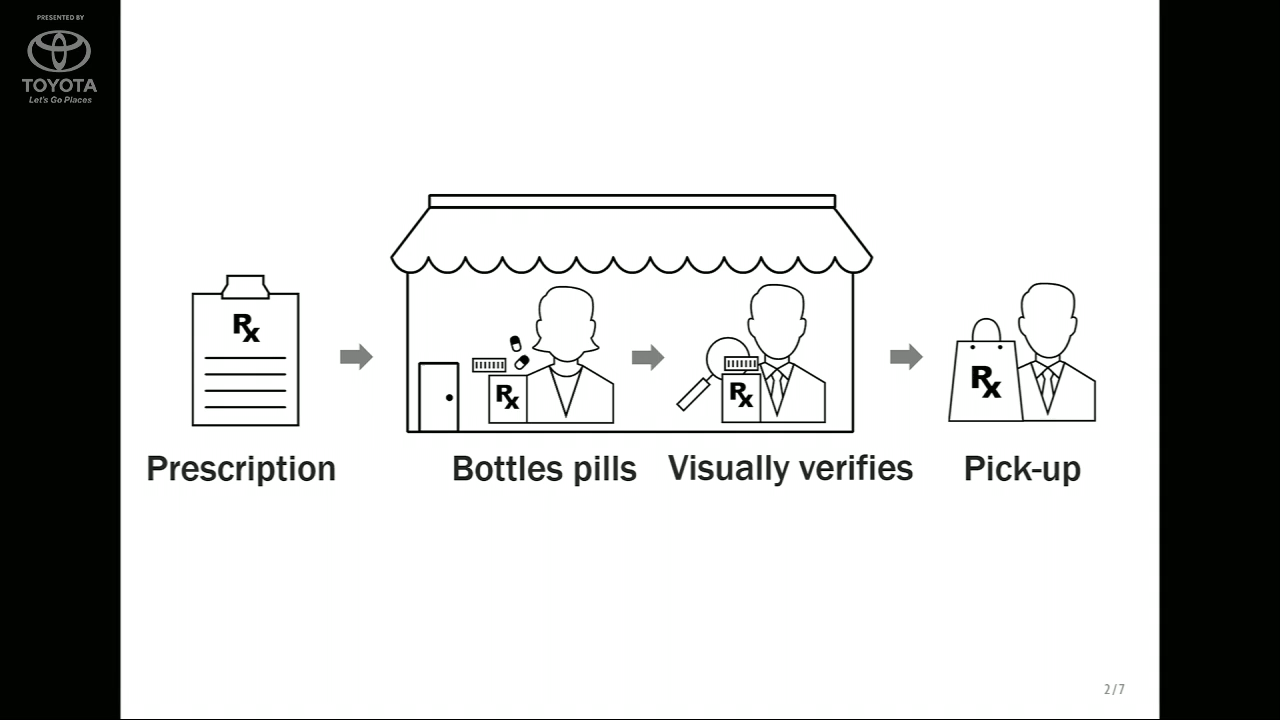 PRESENTED BY
TOYOTA
Let's Go Places
Rx
Rx
Rx
Rx
Prescription
Bottles pills
Visually verifies
Pick-up
2/7